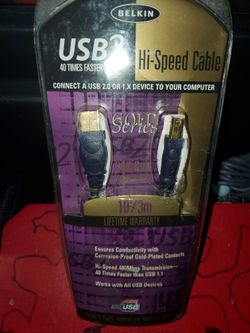 BELKIN
USB2
40 TIMES FASTER
Hi-Speed Cable
CONNECT A USB 2.0 OR 1.X DEVICE TO YOUR COMPUTER
GOLD
Series
10'/3m
LIFETIME WARRANTY
Ensures Conductivity with
Corrosion-Proof Gold-Plated Contacts
Hi-Speed 480Mbps Transmission—
40 Times Faster than USB 1.1
Works with All USB Devices
USB